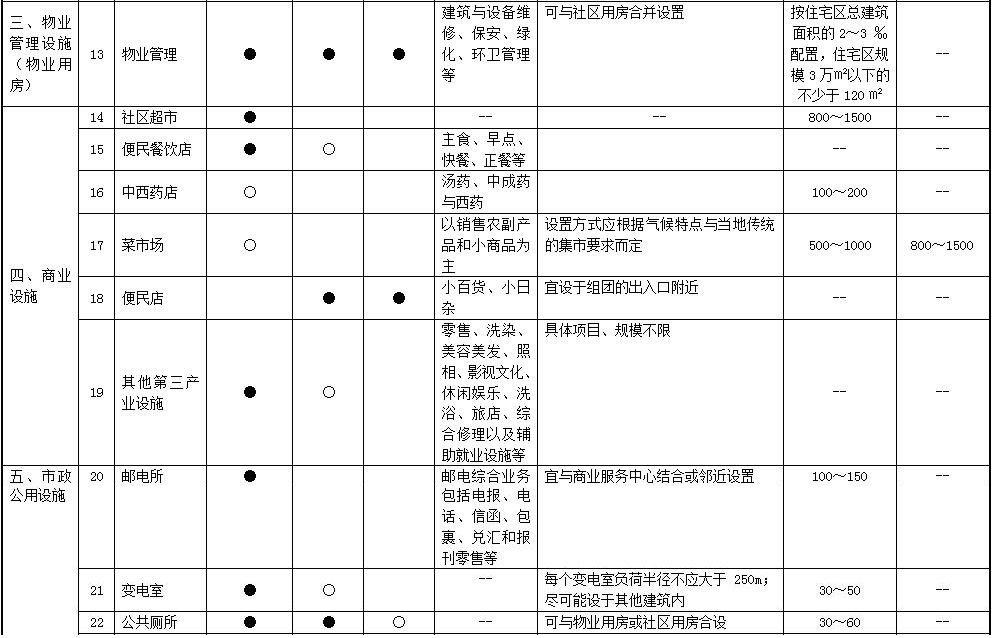 三、物业管理设施（物业用房） 13 物业管理 ● ● ● 建筑与设备维修、保安、绿化、环卫管理等 可与社区用房合并设置 按住宅区总建筑面积的 2～3 ‰配置，住宅区规模 3 万㎡以下的不少于 120 ㎡ --
四、商业设施 14 社区超市 ● -- -- 800～1500 --
15 便民餐饮店 ● ○ 主食、早点、快餐、正餐等 -- --
16 中西药店 ○ 汤药、中成药与西药 100～200 --
17 菜市场 ○ 以销售农副产品和小商品为主 设置方式应根据气候特点与当地传统的集市要求而定 500～1000 800～1500
18 便民店 ● ● 小百货、小日杂 宜设于组团的出入口附近 -- --
19 其他第三产业设施 ● ○ 零售、洗染、美容美发、照相、影视文化、休闲娱乐、洗浴、旅店、综合修理以及辅助就业设施等 具体项目、规模不限 -- --
五、市政公用设施 20 邮电所 ● 邮电综合业务包括电报、电话、信函、包裹、兑汇和报刊零售等 宜与商业服务中心结合或邻近设置 100～150 --
21 变电室 ● ○ -- 每个变电室负荷半径不应大于 250m；尽可能设于其他建筑内 30～50 --
22 公共厕所 ● ● ○ -- 可与物业用房或社区用房合设 30～60 --